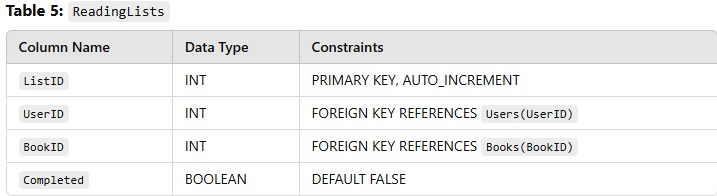 Table 5: ReadingLists
Column Name Data Type Constraints
ListID INT PRIMARY KEY, AUTO_INCREMENT
UserID INT FOREIGN KEY REFERENCES Users(UserID)
BookID INT FOREIGN KEY REFERENCES Books(BookID)
Completed BOOLEAN DEFAULT FALSE